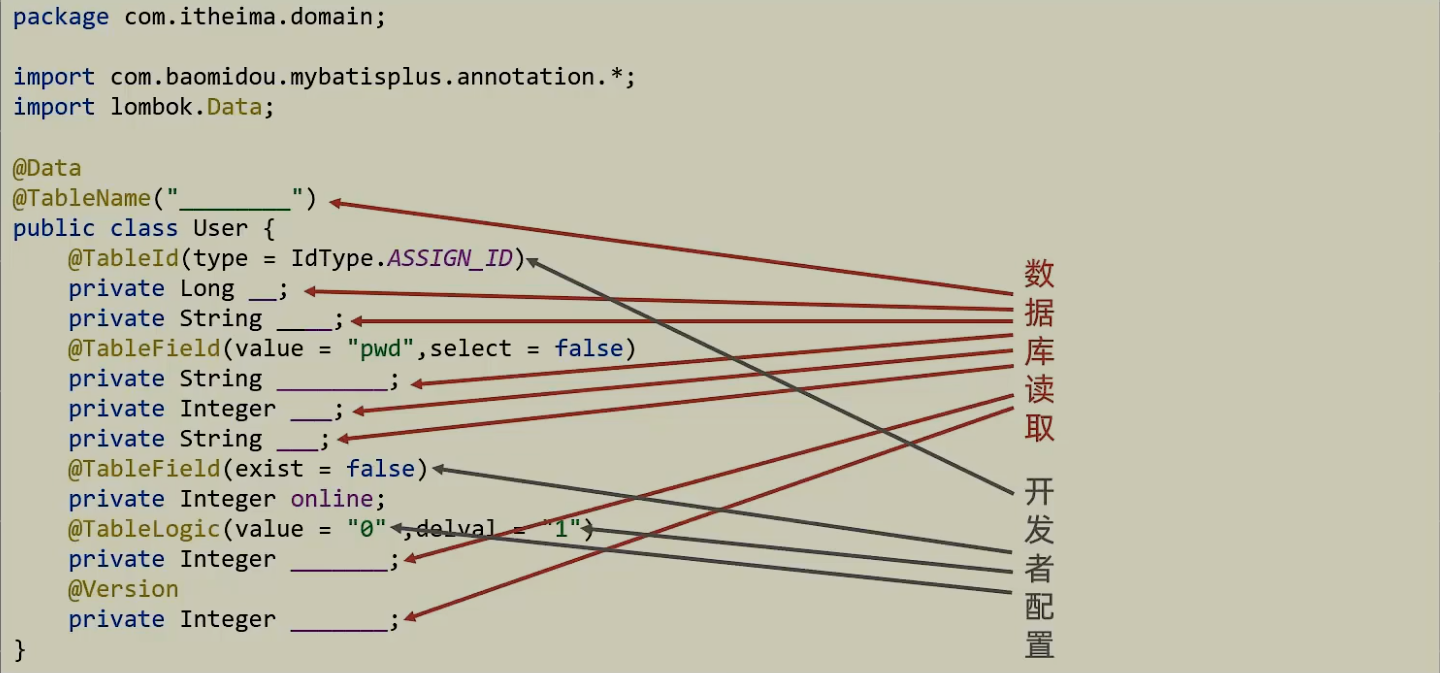 package com.itheima.domain;
import com.baomidou.mybatisplus.annotation.*;
import lombok.Data;
@Data
@TableName("________")
public class User {
@TableId(type = IdType.ASSIGN_ID)
private Long __;
private String ____;
@TableField(value = "pwd",select = false)
private String ________;
private Integer ___;
private String ___;
@TableField(exist = false)
private Integer online;
@TableLogic(value = "0" ,delval = "1")
private Integer _______;
@Version
private Integer _______;
}
数据库读取
开发者配置